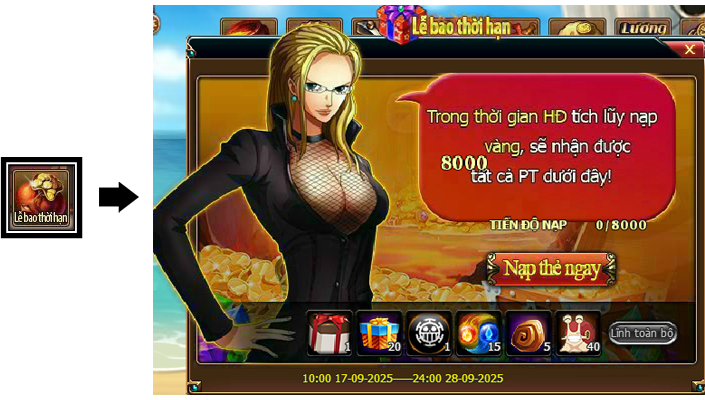 Lễ bao thời hạn
Lương
Lễ bao thời hạn
Trong thời gian HĐ tích lũy nạp
8000 vàng, sẽ nhận được
tất cả PT dưới đây!
TIẾN ĐỘ NẠP 0/8000
Nạp thẻ ngay
1 20 1 15 5 40
Lĩnh toàn bộ
10:00 17-09-2025——24:00 28-09-2025